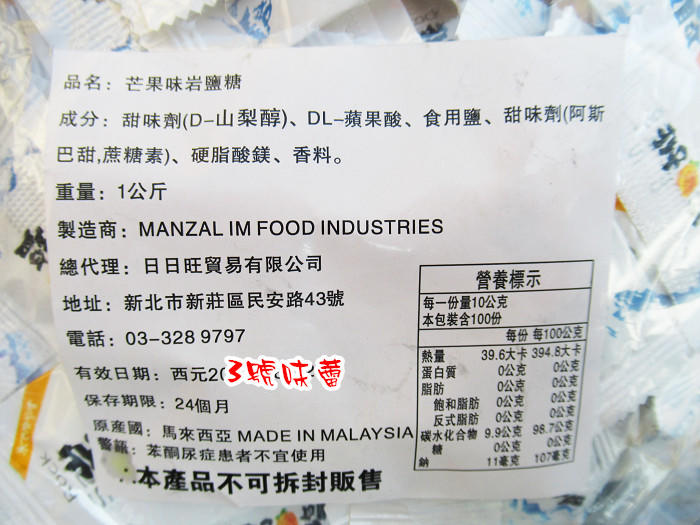 品名：芒果味岩鹽糖
成分：甜味劑(D-山梨醇)、DL-蘋果酸、食用鹽、甜味劑(阿斯
巴甜,蔗糖素)、硬脂酸鎂、香料。
重量：1公斤
製造商：MANZAL IM FOOD INDUSTRIES
總代理：日日旺貿易有限公司
地址：新北市新莊區民安路43號
電話：03-328 9797
有效日期：西元20
3號味蕾
保存期限：24個月
原産國：馬來西亞 MADE IN MALAYSIA
警語：苯酮尿症患者不宜使用
本產品不可拆封販售
營養標示
每一份量10公克
本包裝含100份
每份 每100公克
熱量 39.6大卡 394.8大卡
蛋白質 0公克 0公克
脂肪 0公克 0公克
飽和脂肪 0公克 0公克
反式脂肪 0公克 0公克
碳水化合物 9.9公克 98.7公克
糖 0公克 0公克
鈉 11毫克 107毫克